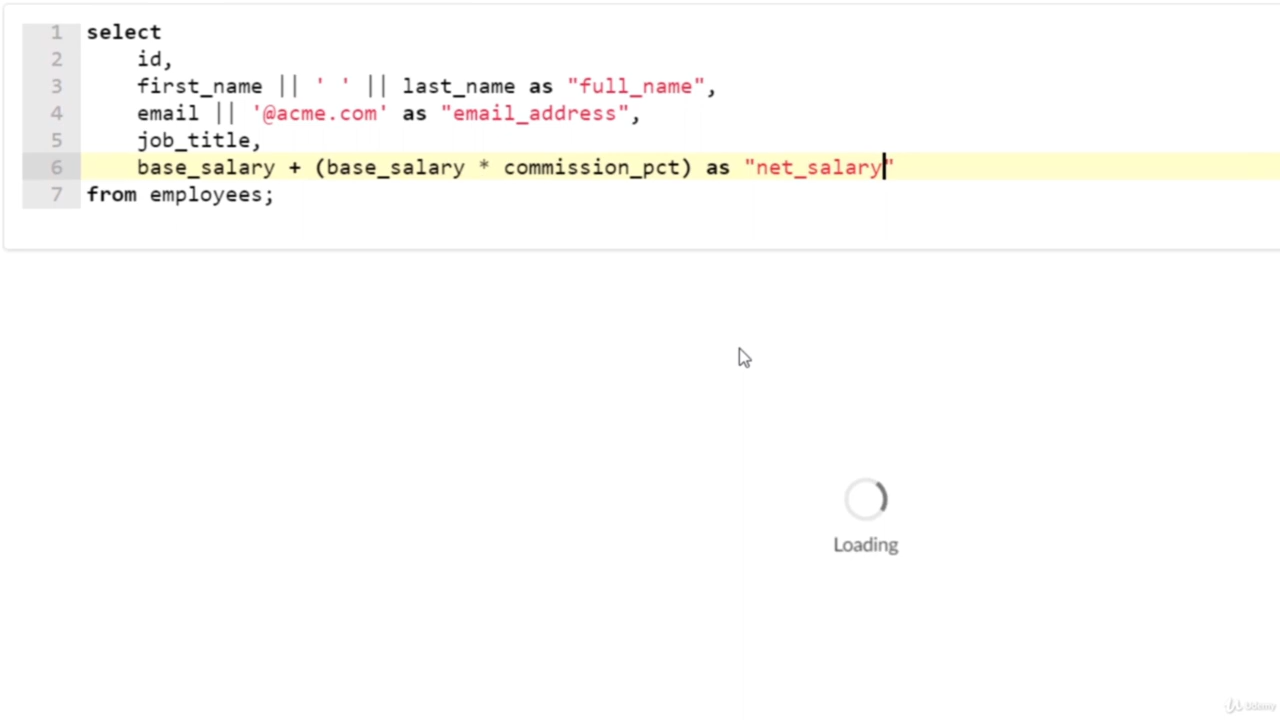 1 select
2 id,
3 first_name || ' ' || last_name as "full_name",
4 email || '@acme.com' as "email_address",
5 job_title,
6 base_salary + (base_salary * commission_pct) as "net_salary"
7 from employees;
Loading
Udemy